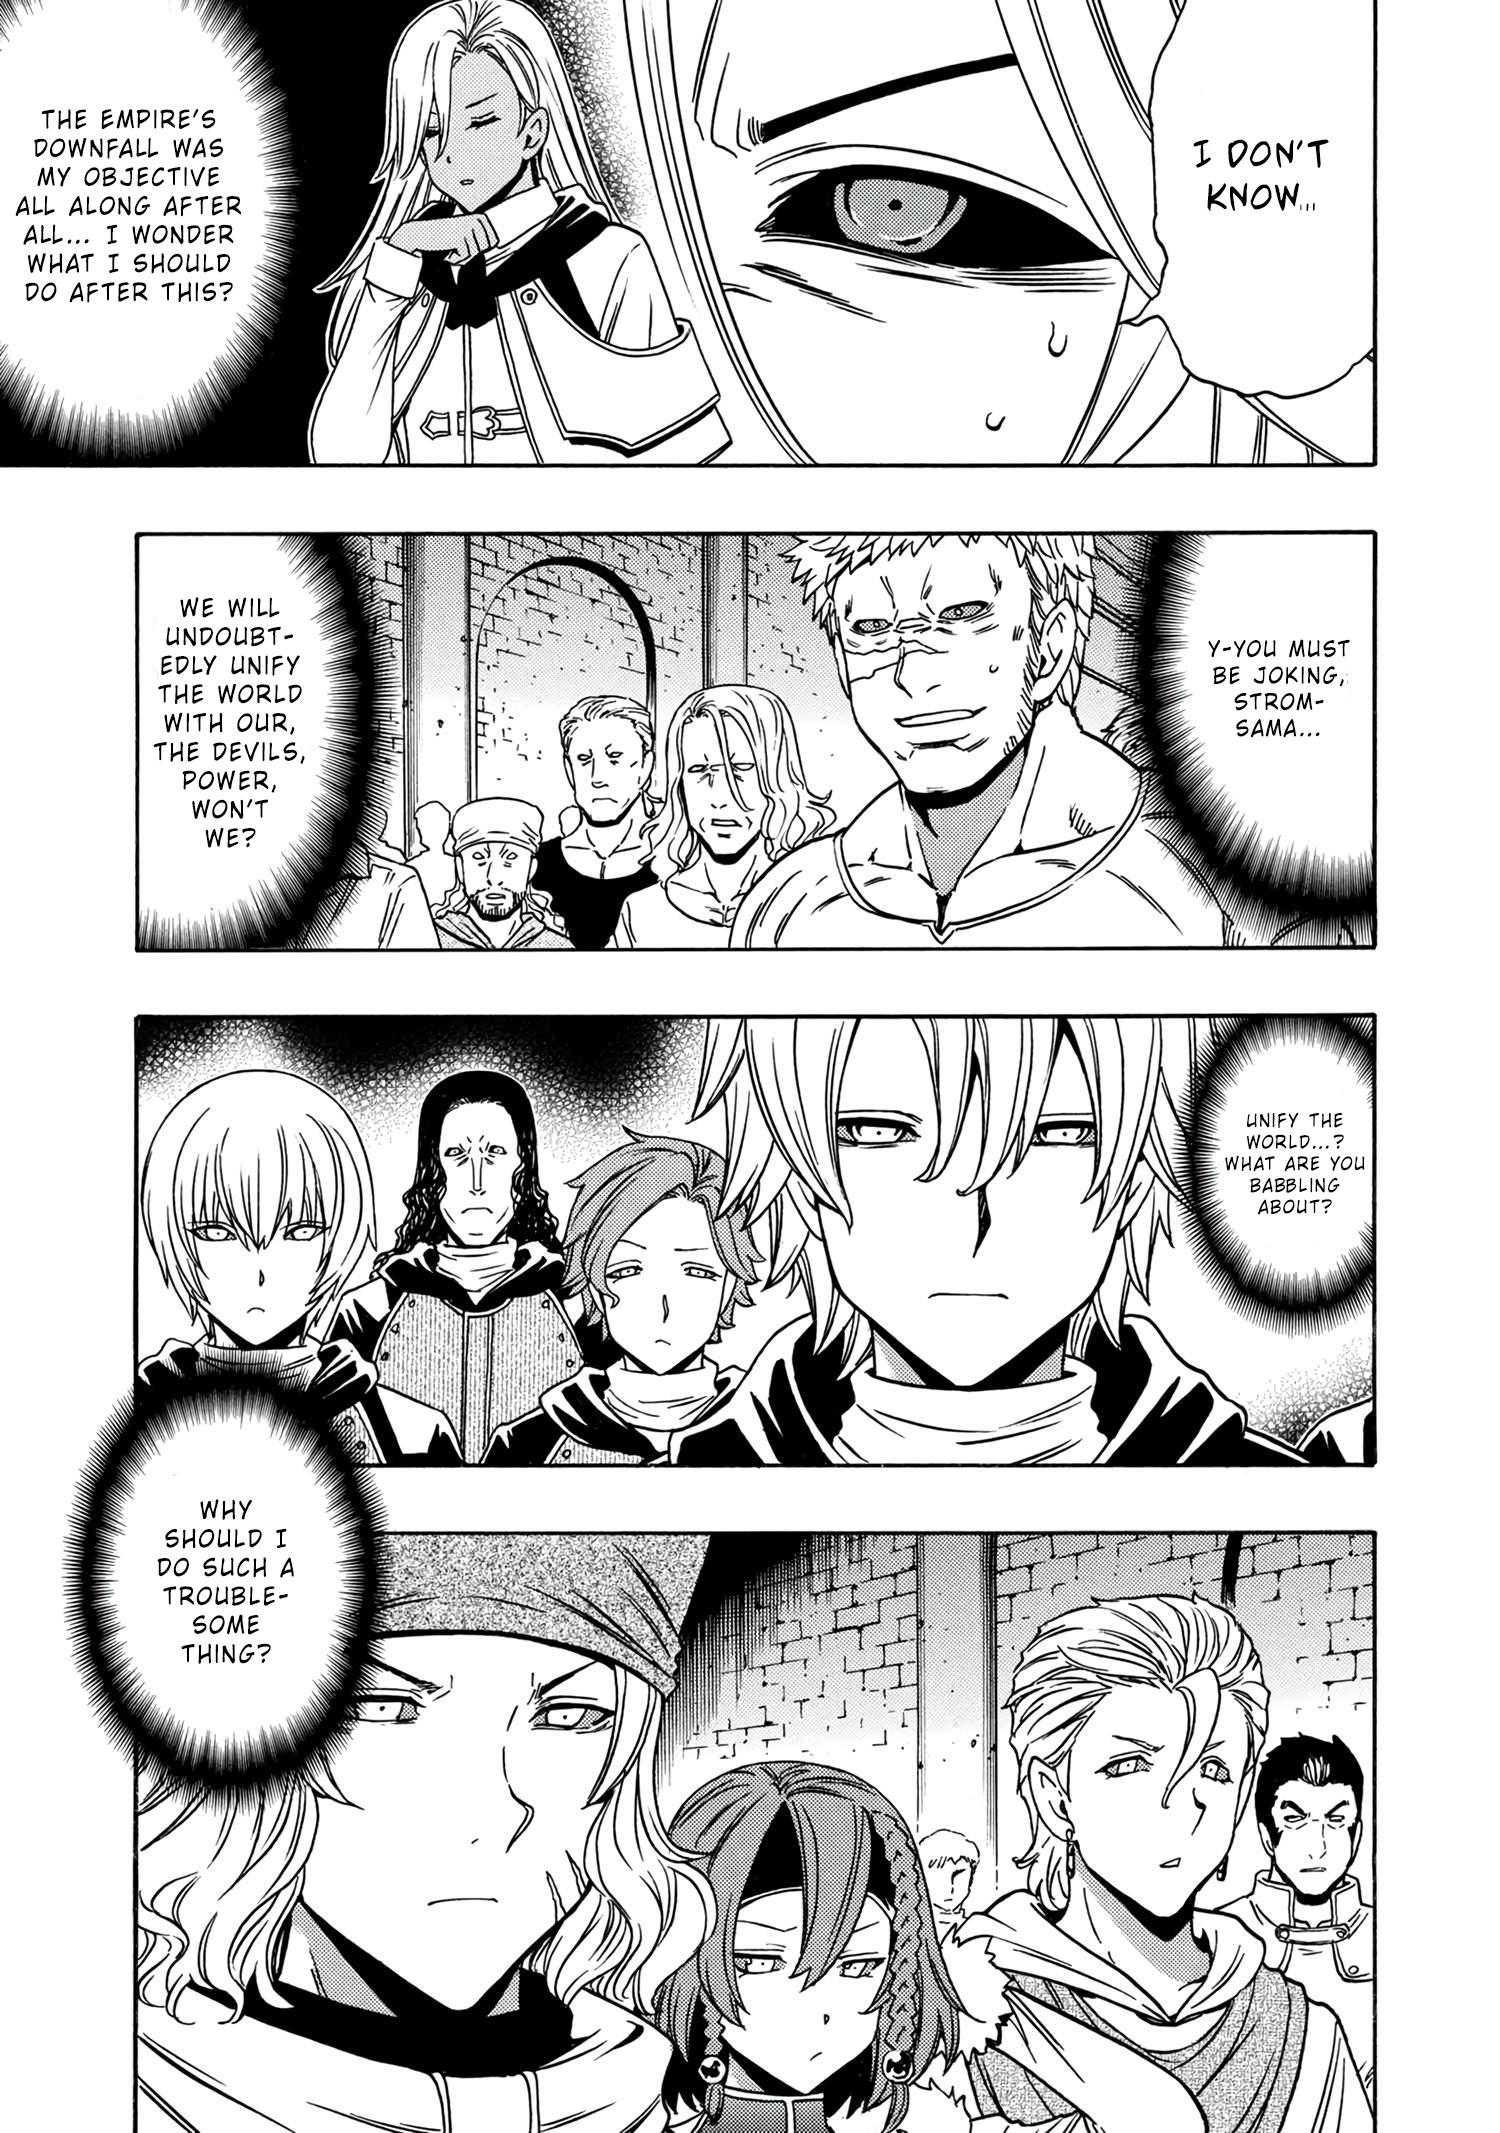 I DON'T
KNOW...
THE EMPIRE'S
DOWNFALL WAS
MY OBJECTIVE
ALL ALONG AFTER
ALL... I WONDER
WHAT I SHOULD
DO AFTER THIS?
Y-YOU MUST
BE JOKING,
STROM-
SAMA...
WE WILL
UNDOUBT-
EDLY UNIFY
THE WORLD
WITH OUR,
THE DEVILS,
POWER,
WON'T
WE?
UNIFY THE
WORLD...?
WHAT ARE YOU
BABBLING
ABOUT?
WHY
SHOULD I
DO SUCH A
TROUBLE-
SOME
THING?